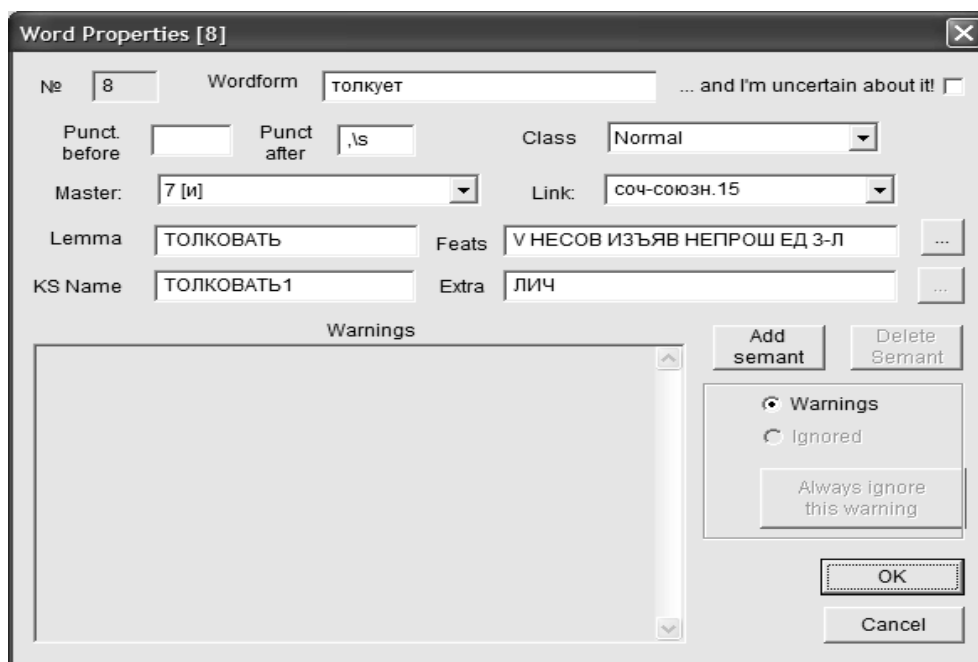 Word Properties [8]
№ 8 Wordform толкует ... and I'm uncertain about it!
Punct. before Punct after ,\s Class Normal
Master: 7 [и] Link: соч-союзн.15
Lemma ТОЛКОВАТЬ Feats V НЕСОВ ИЗЪЯВ НЕПРОШ ЕД 3-Л ...
KS Name ТОЛКОВАТЬ1 Extra ЛИЧ ...
Warnings
Add semant
Delete Semant
Warnings
Ignored
Always ignore
this warning
OK
Cancel